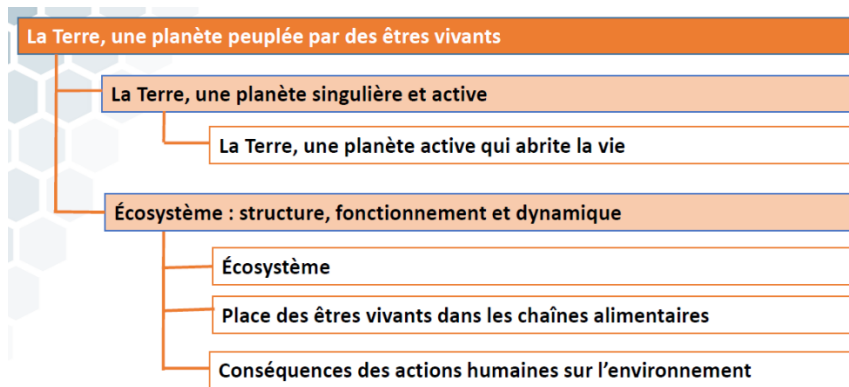 La Terre, une planète peuplée par des êtres vivants
La Terre, une planète singulière et active
La Terre, une planète active qui abrite la vie
Écosystème : structure, fonctionnement et dynamique
Écosystème
Place des êtres vivants dans les chaînes alimentaires
Conséquences des actions humaines sur l’environnement